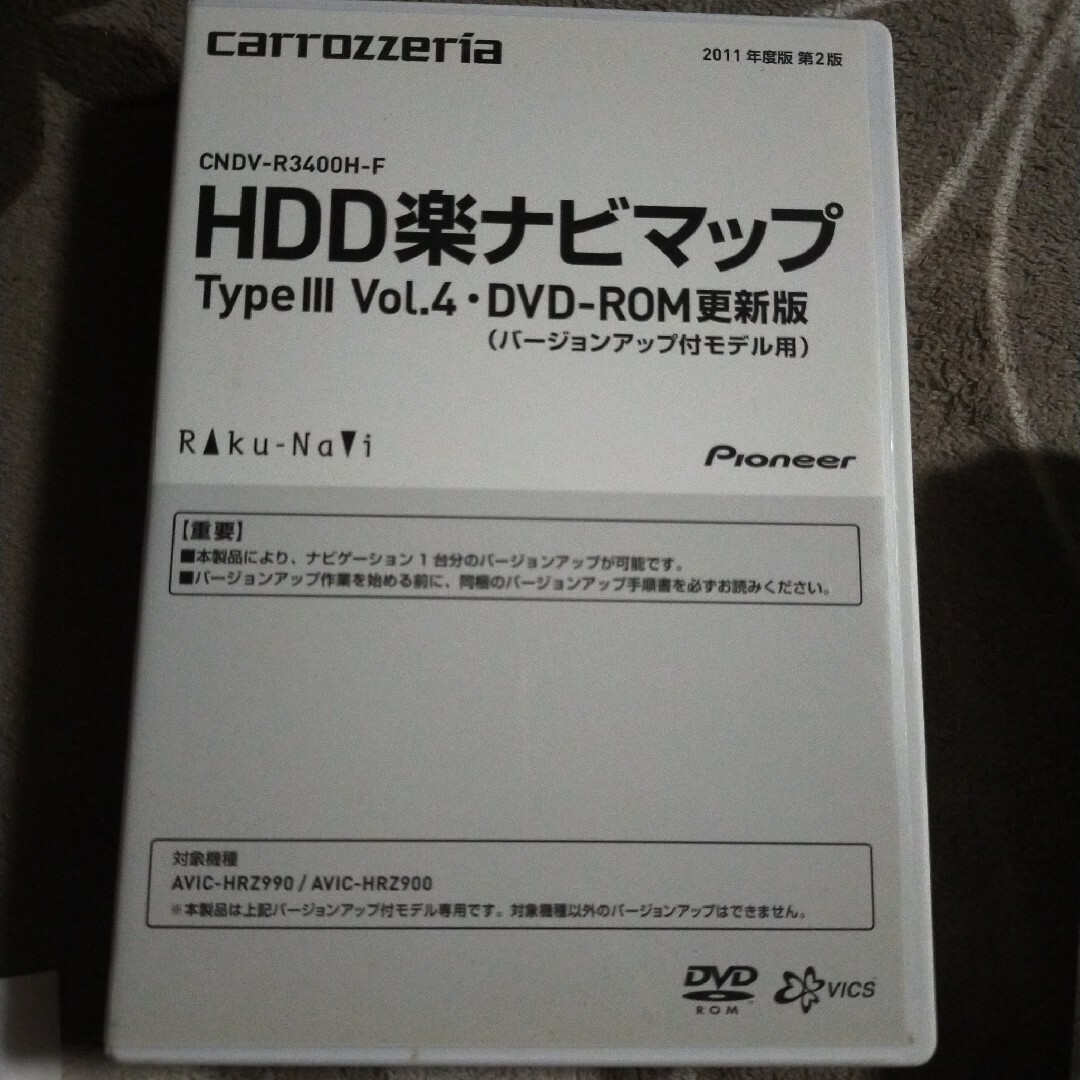 carrozzeria
2011年度版 第2版
CNDV-R3400H-F
HDD楽ナビマップ
TypeⅢ Vol.4・DVD-ROM更新版
(バージョンアップ付モデル用)
Raku-Navi
Pioneer
【重要】
■本製品により、ナビゲーション1台分のバージョンアップが可能です。
■バージョンアップ作業を始める前に、同梱のバージョンアップ手順書を必ずお読みください。
対象機種
AVIC-HRZ990 / AVIC-HRZ900
※本製品は上記バージョンアップ付モデル専用です。対象機種以外のバージョンアップはできません。
DVD
ROM
VICS